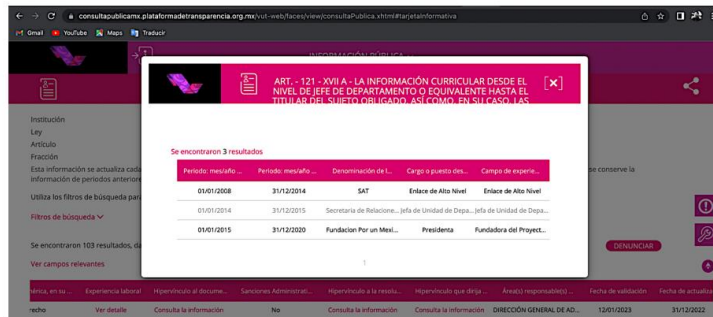 consultapublicamx.plataformadetransparencia.org.mx/vut-web/faces/view/consultaPublica.xhtml#tarjetaInformativa
Gmail YouTube Maps Traducir
INFORMACIÓN PÚBLICA
ART. - 121 - XVII A - LA INFORMACIÓN CURRICULAR DESDE EL
NIVEL DE JEFE DE DEPARTAMENTO O EQUIVALENTE HASTA EL
TITULAR DEL SUJETO OBLIGADO, ASÍ COMO, EN SU CASO, LAS
Institución
Ley
Artículo
Fracción
Esta información se actualiza cada se conserve la
información de periodos anteriore
Utiliza los filtros de búsqueda para
Filtros de búsqueda
Se encontraron 3 resultados
Periodo: mes/año ... Periodo: mes/año ... Denominación de l... Cargo o puesto des... Campo de experie...
01/01/2008 31/12/2014 SAT Enlace de Alto Nivel Enlace de Alto Nivel
01/01/2014 31/12/2015 Secretaria de Relacione... Jefa de Unidad de Depa... Jefa de Unidad de Depa...
01/01/2015 31/12/2020 Fundacion Por un Mexi... Presidenta Fundadora del Proyect...
1
Se encontraron 103 resultados, da
DENUNCIAR
Ver campos relevantes
mérica, en su ... Experiencia laboral Hipervínculo al docume... Sanciones Administrati... Hipervínculo a la resolu... Hipervínculo que dirija ... Área(s) responsable(s) ... Fecha de validación Fecha de actualiza
recho Ver detalle Consulta la información No Consulta la información Consulta la información DIRECCIÓN GENERAL DE AD... 12/01/2023 31/12/2022